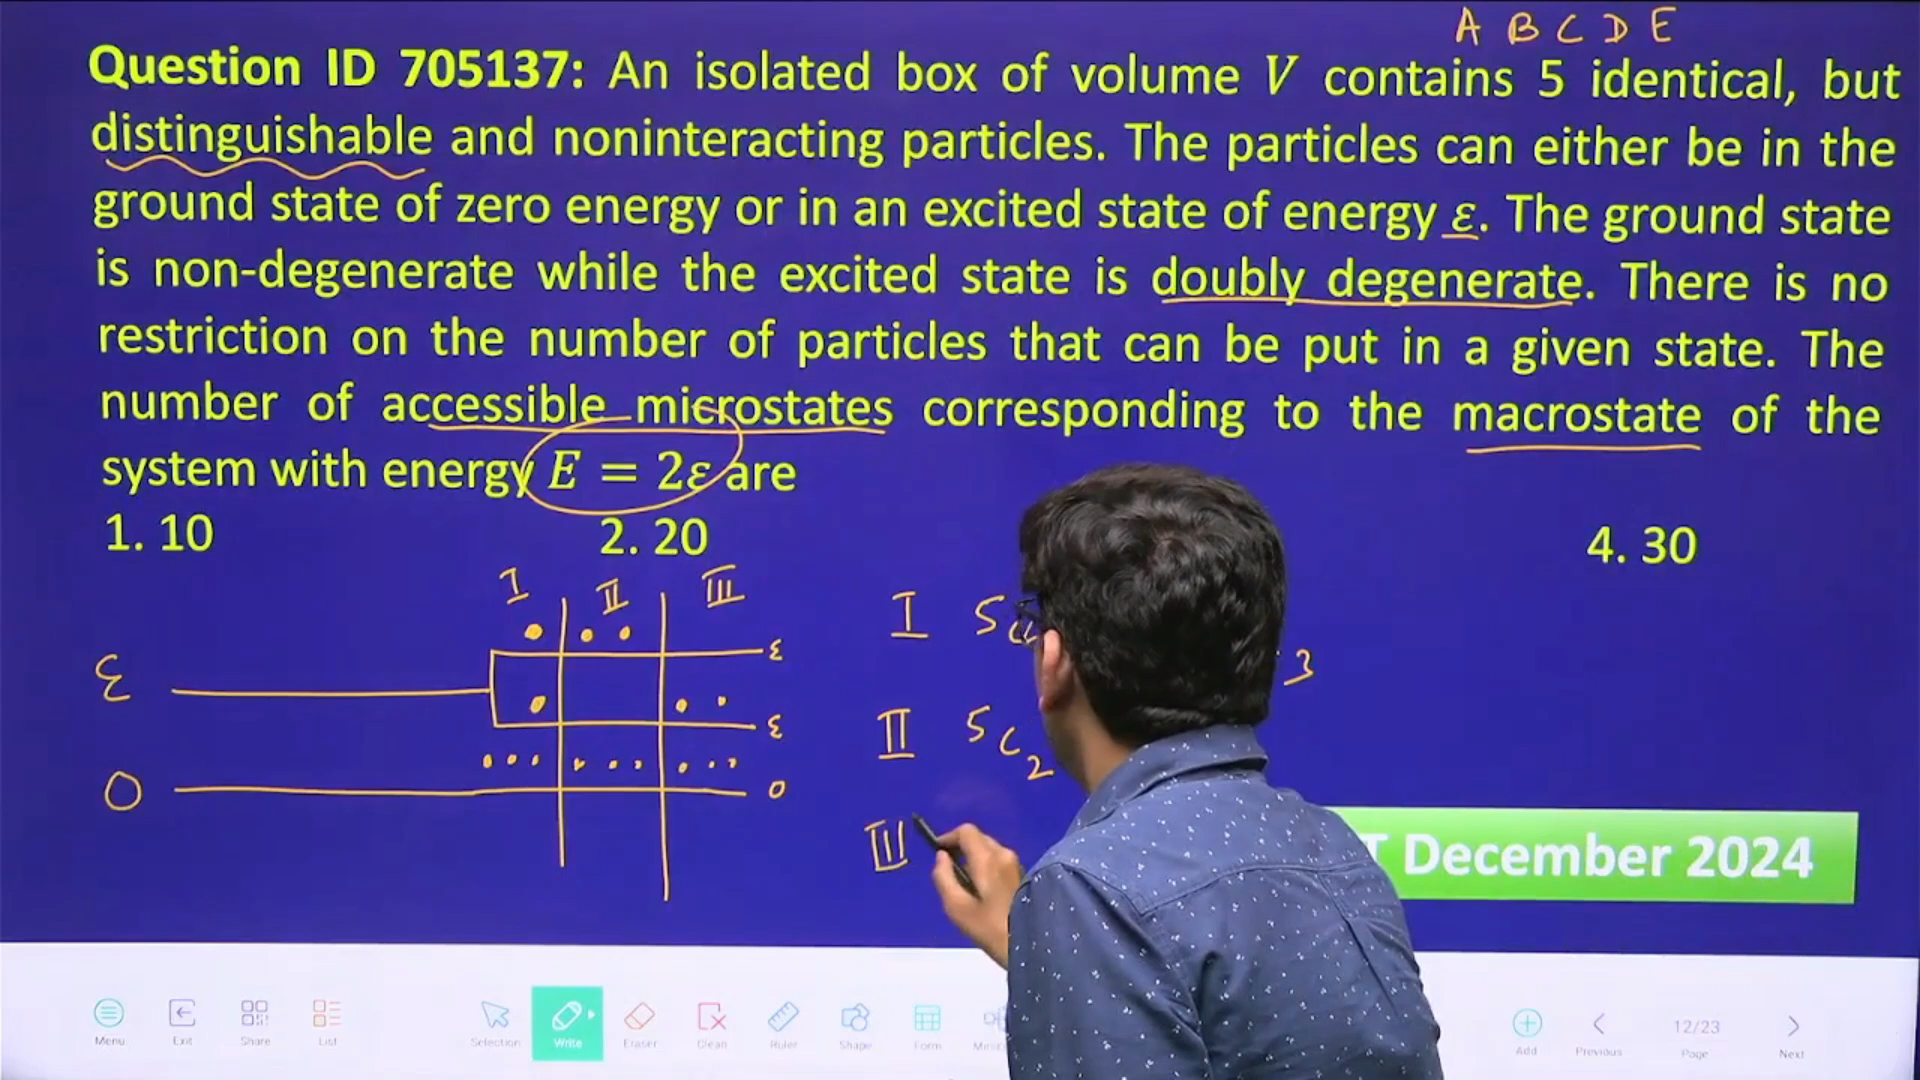 A B C D E
Question ID 705137: An isolated box of volume V contains 5 identical, but
distinguishable and noninteracting particles. The particles can either be in the
ground state of zero energy or in an excited state of energy ε. The ground state
is non-degenerate while the excited state is doubly degenerate. There is no
restriction on the number of particles that can be put in a given state. The
number of accessible microstates corresponding to the macrostate of the
system with energy E = 2ε are
1. 10 2. 20 4. 30
I II III
ε
ε
ε
0 0
I 5C
3
II 5C2
III
T December 2024
Menu Exit Share List Selection Write Eraser Clean Ruler Shape Form Add Previous 12/23 Page Next